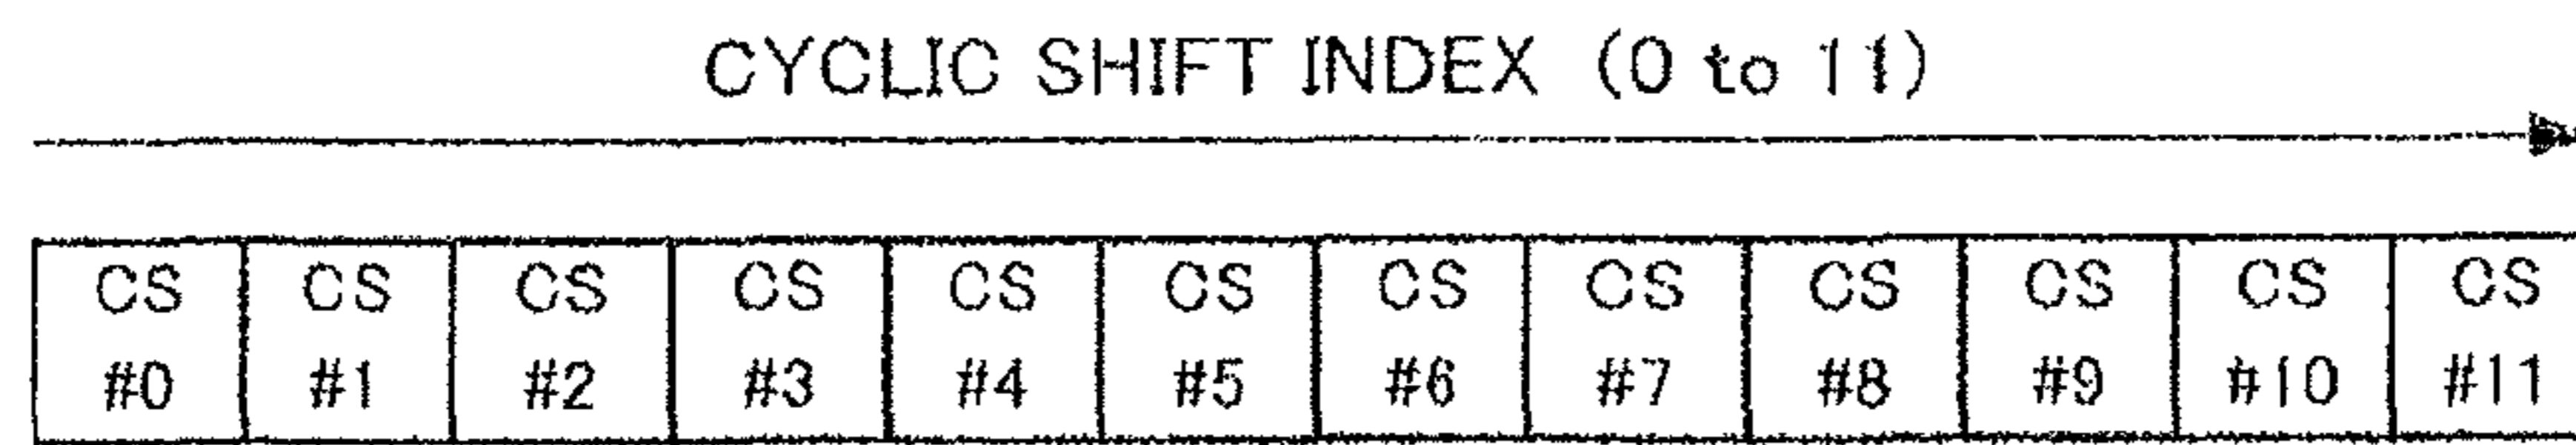 CYCLIC SHIFT INDEX (0 to 11)
CS CS CS CS CS CS CS CS CS CS CS CS
#0 #1 #2 #3 #4 #5 #6 #7 #8 #9 #10 #11